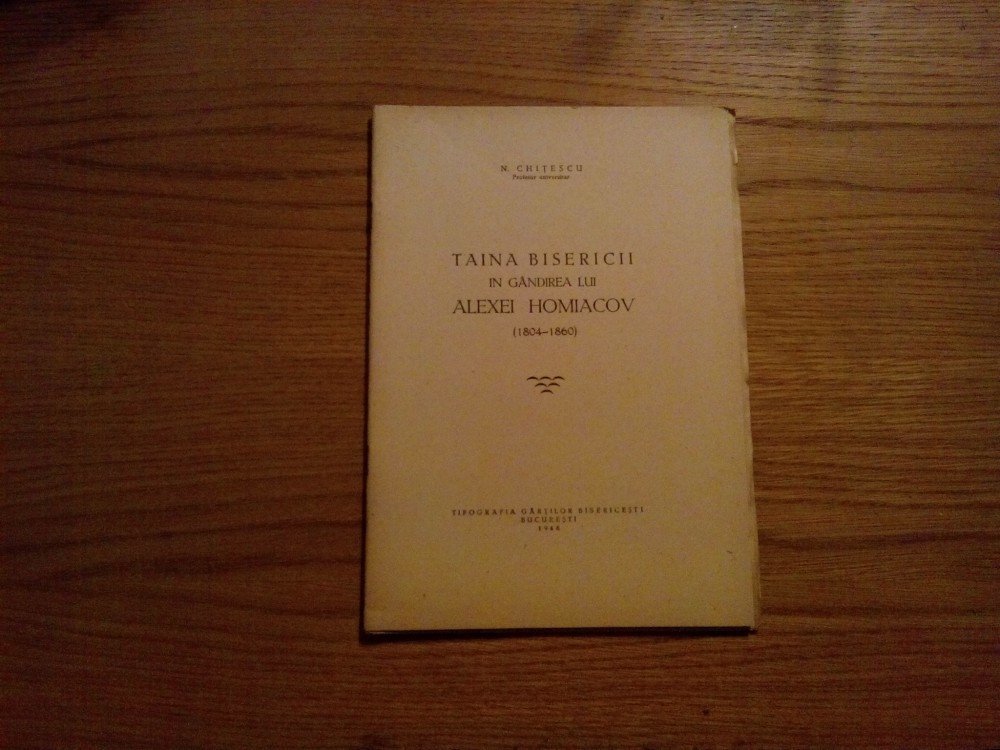 N. CHIȚESCU
Profesor universitar
TAINA BISERICII
IN GÂNDIREA LUI
ALEXEI HOMIACOV
(1804—1860)
TIPOGRAFIA CĂRȚILOR BISERICEȘTI
BUCUREȘTI